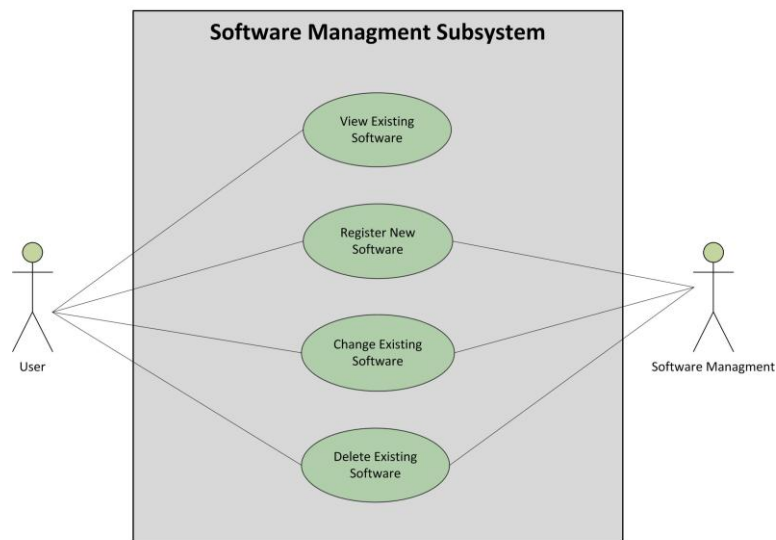 Software Managment Subsystem
View Existing
Software
Register New
Software
Change Existing
Software
Delete Existing
Software
User
Software Managment